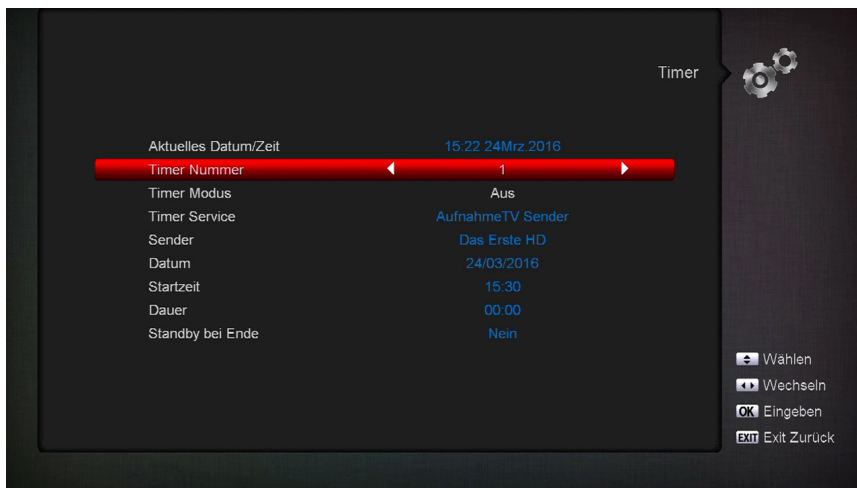 Timer
Aktuelles Datum/Zeit 15:22 24Mrz.2016
Timer Nummer 1
Timer Modus Aus
Timer Service AufnahmeTV Sender
Sender Das Erste HD
Datum 24/03/2016
Startzeit 15:30
Dauer 00:00
Standby bei Ende Nein
Wählen
Wechseln
OK Eingeben
EXIT Exit Zurück